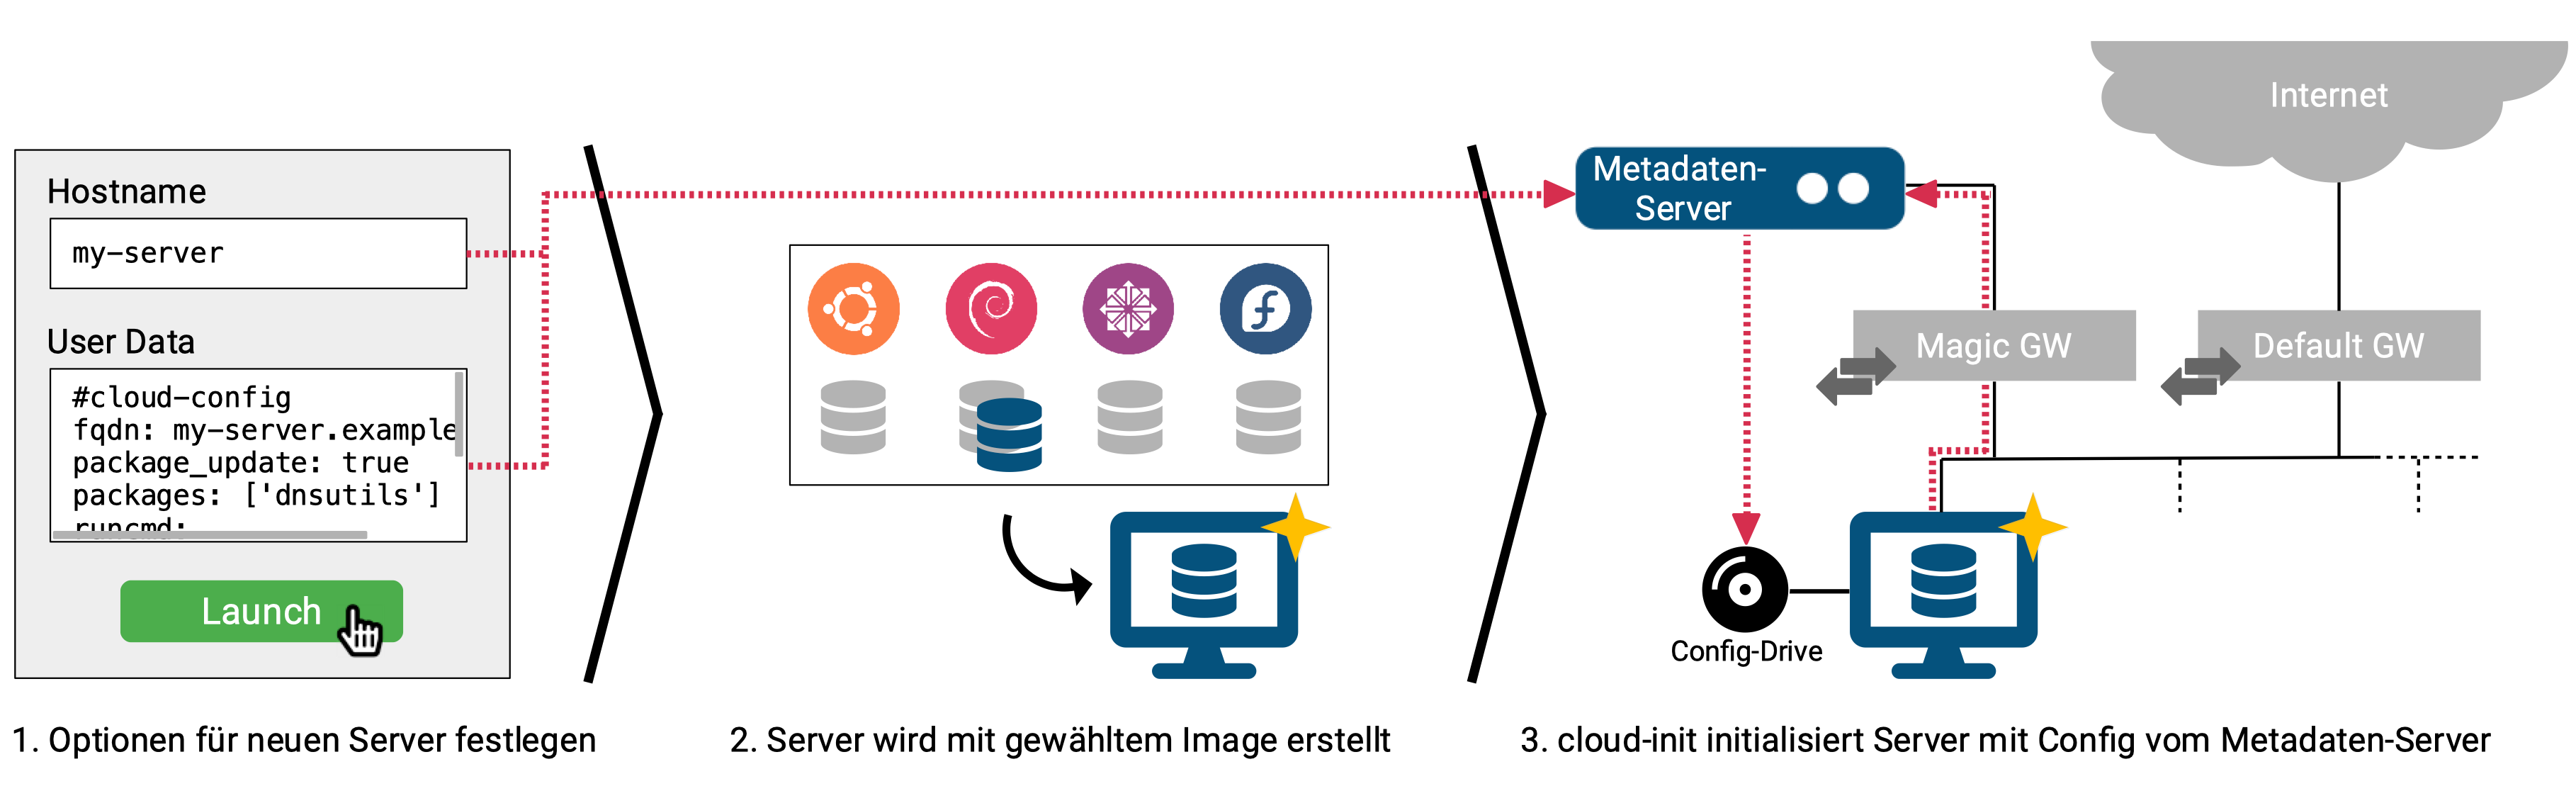 Hostname
my-server
User Data
#cloud-config
fqdn: my-server.example
package_update: true
packages: ['dnsutils']
runcmd:
Launch
1. Optionen für neuen Server festlegen
2. Server wird mit gewähltem Image erstellt
Metadaten-
Server
Internet
Magic GW
Default GW
Config-Drive
3. cloud-init initialisiert Server mit Config vom Metadaten-Server